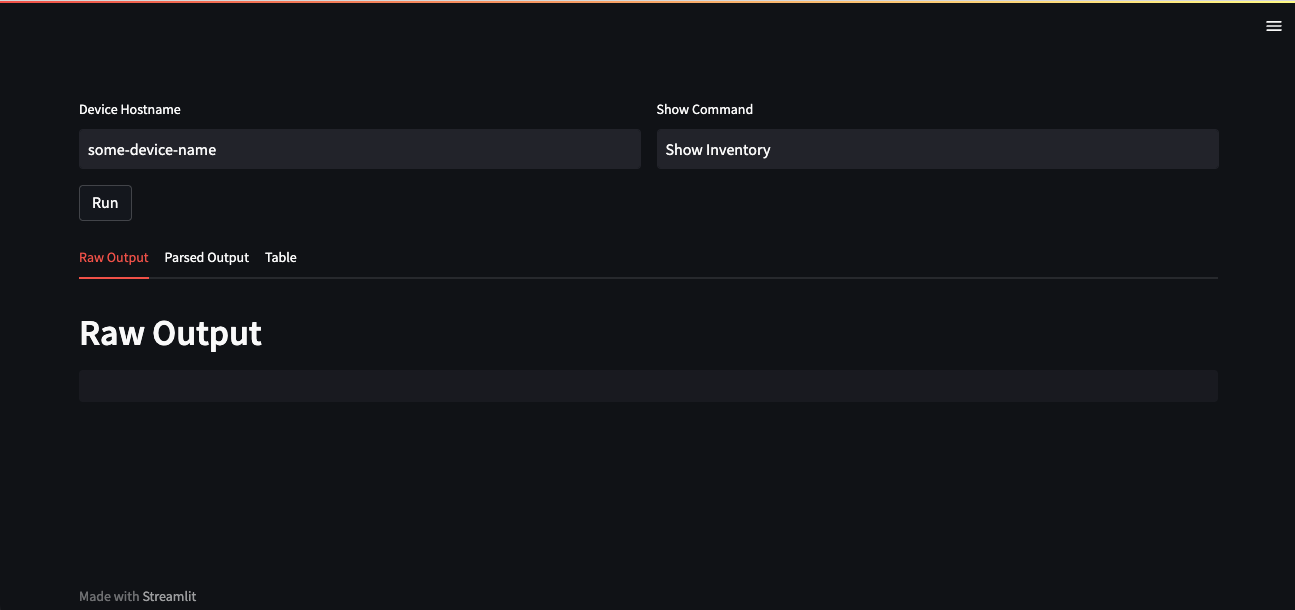 Device Hostname
Show Command
some-device-name
Show Inventory
Run
Raw Output
Parsed Output
Table
Raw Output
Made with Streamlit